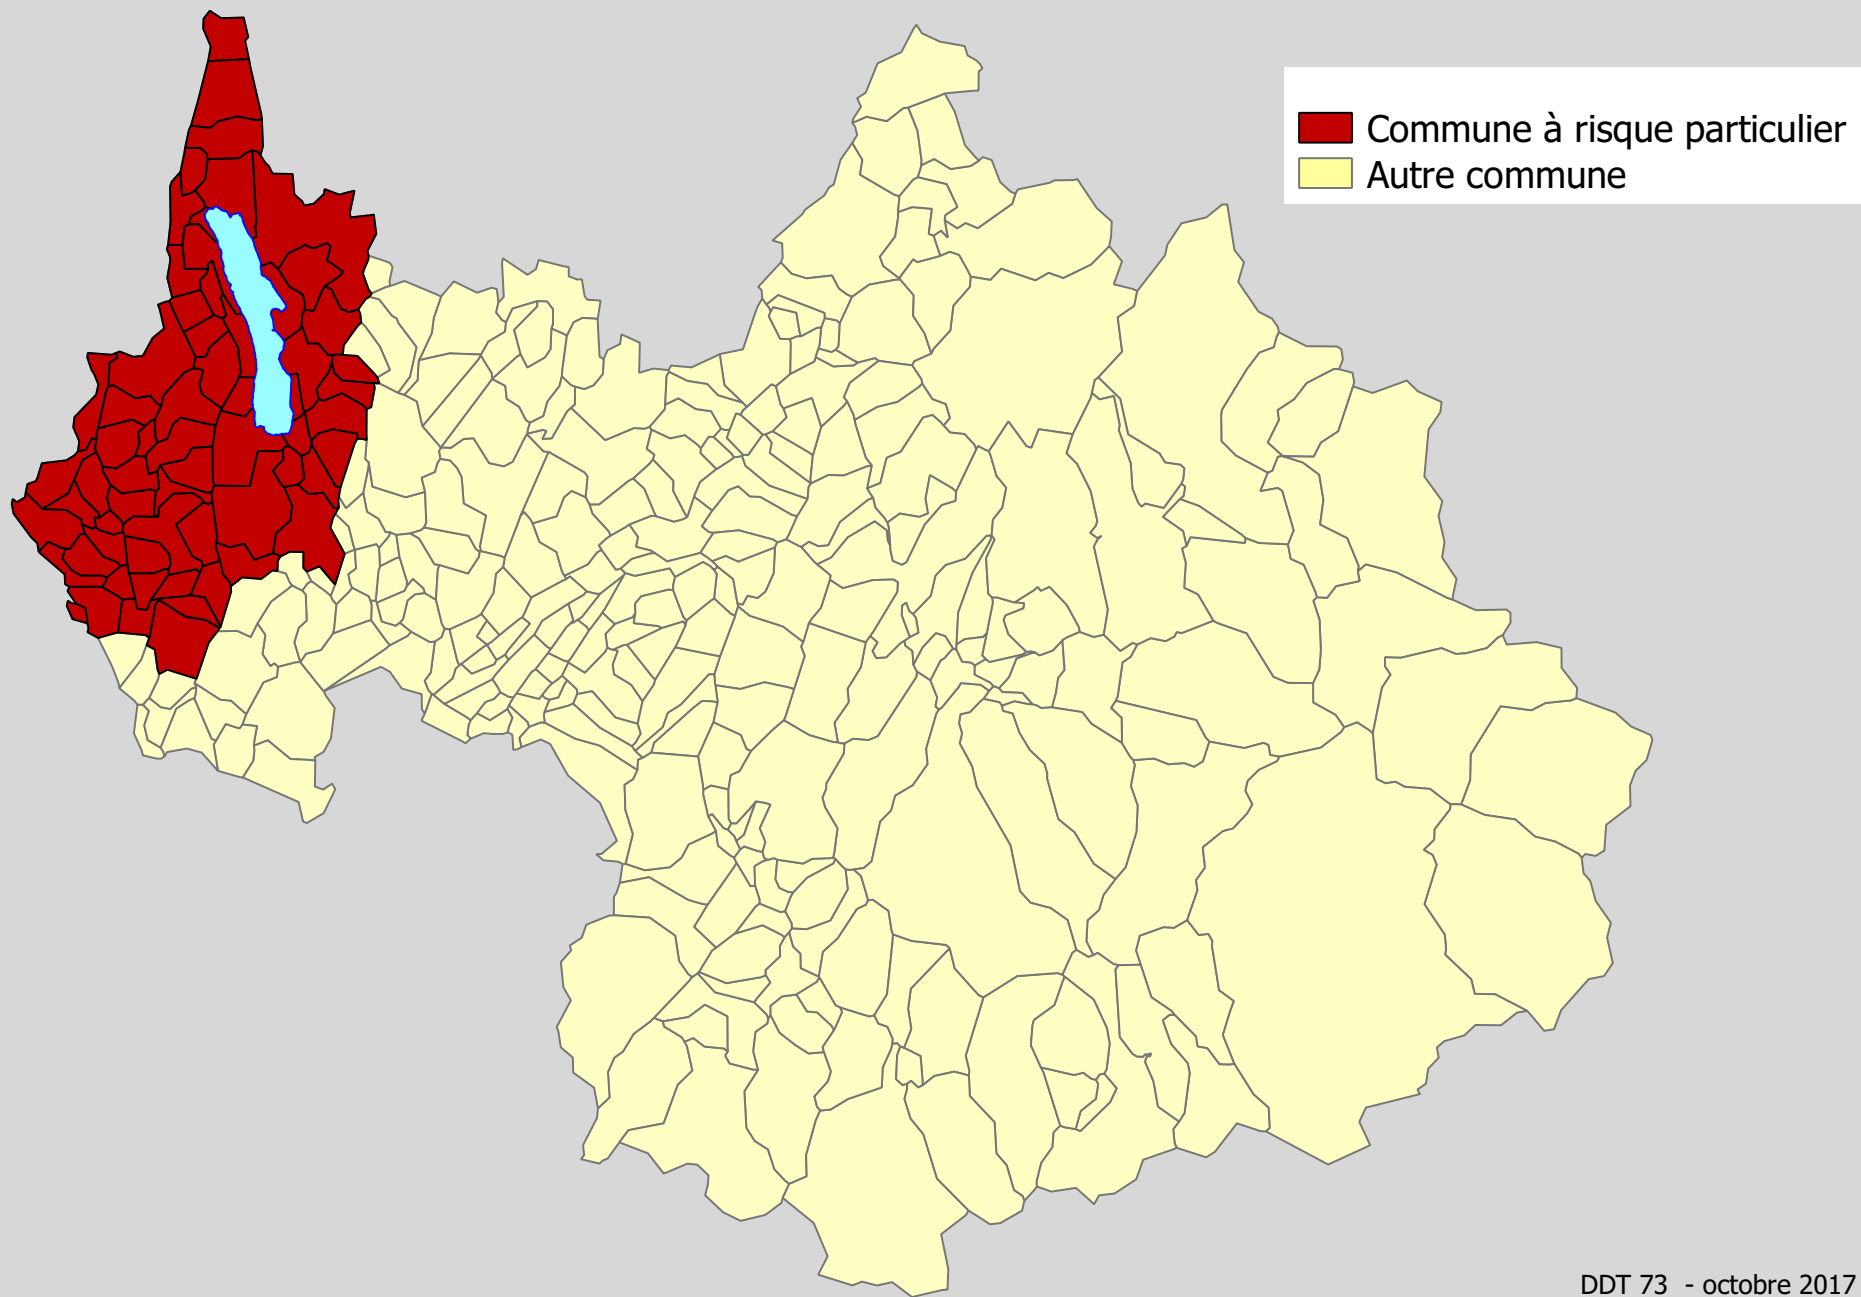 Commune à risque particulier
Autre commune
DDT 73 - octobre 2017